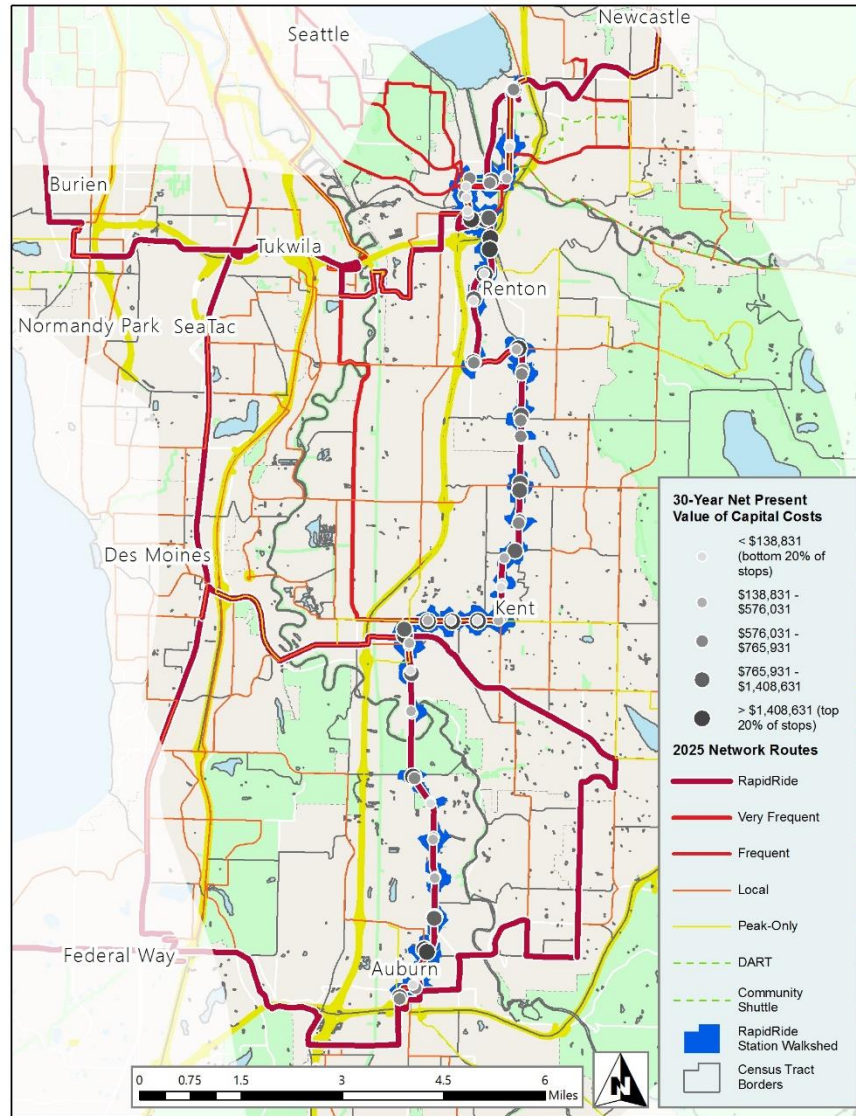 Newcastle
Seattle
Burien
Tukwila
Renton
Normandy Park
SeaTac
Des Moines
Kent
Federal Way
Auburn
30-Year Net Present
Value of Capital Costs
< $138,831
(bottom 20% of
stops)
$138,831 -
$576,031
$576,031 -
$765,931
$765,931 -
$1,408,631
> $1,408,631 (top
20% of stops)
2025 Network Routes
RapidRide
Very Frequent
Frequent
Local
Peak-Only
DART
Community
Shuttle
RapidRide
Station Walkshed
Census Tract
Borders
0 0.75 1.5 3 4.5 6
Miles
N